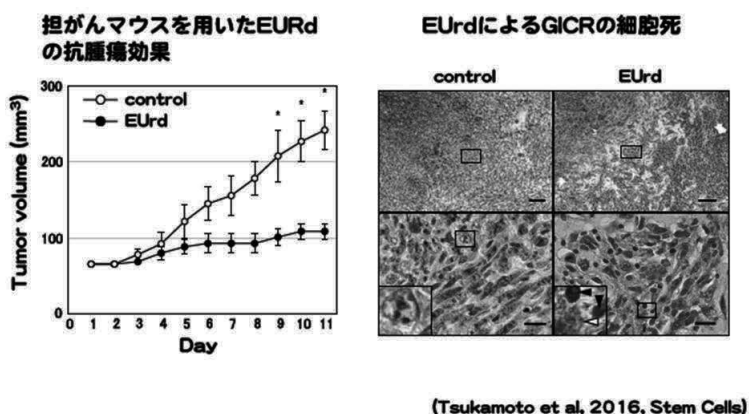 担がんマウスを用いたEURd
の抗腫瘍効果
EUrdによるGICRの細胞死
control
EUrd
Tumor volume (mm³)
300
200
100
0
control
EUrd
*
*
*
0 1 2 3 4 5 6 7 8 9 10 11
Day
(Tsukamoto et al, 2016, Stem Cells)